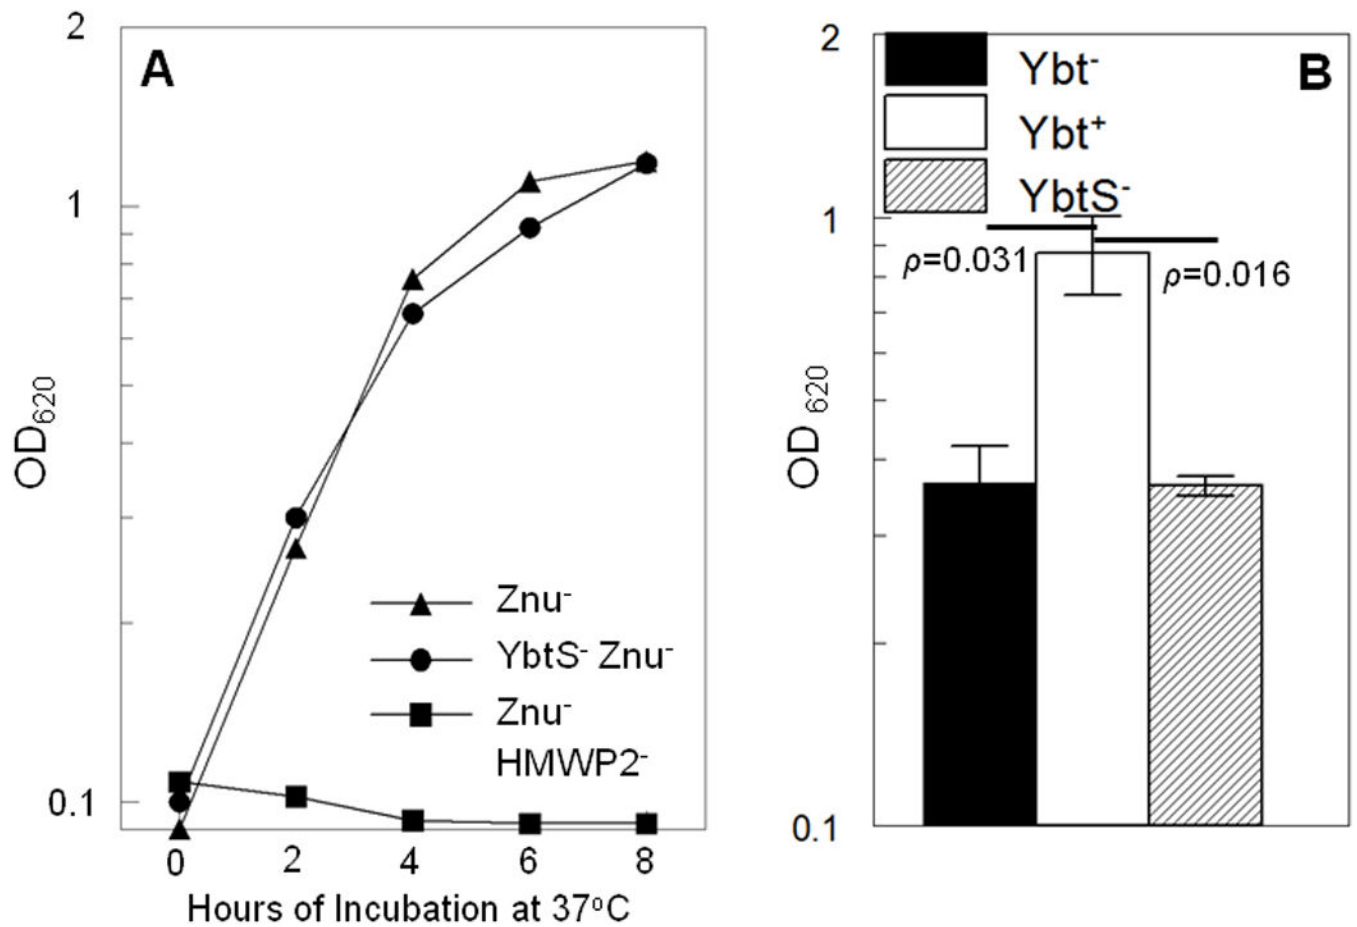 A
2
1
0.1
OD620
Znu-
YbtS- Znu-
Znu-
HMWP2-
0
2
4
6
8
Hours of Incubation at 37oC
B
2
1
0.1
OD 620
Ybt-
Ybt+
YbtS-
ρ=0.031
ρ=0.016